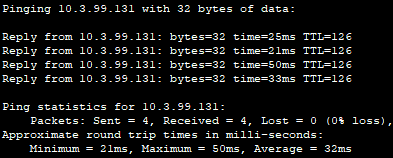 Pinging 10.3.99.131 with 32 bytes of data:
Reply from 10.3.99.131: bytes=32 time=25ms TTL=126
Reply from 10.3.99.131: bytes=32 time=21ms TTL=126
Reply from 10.3.99.131: bytes=32 time=50ms TTL=126
Reply from 10.3.99.131: bytes=32 time=33ms TTL=126
Ping statistics for 10.3.99.131:
Packets: Sent = 4, Received = 4, Lost = 0 (0% loss),
Approximate round trip times in milli-seconds:
Minimum = 21ms, Maximum = 50ms, Average = 32ms